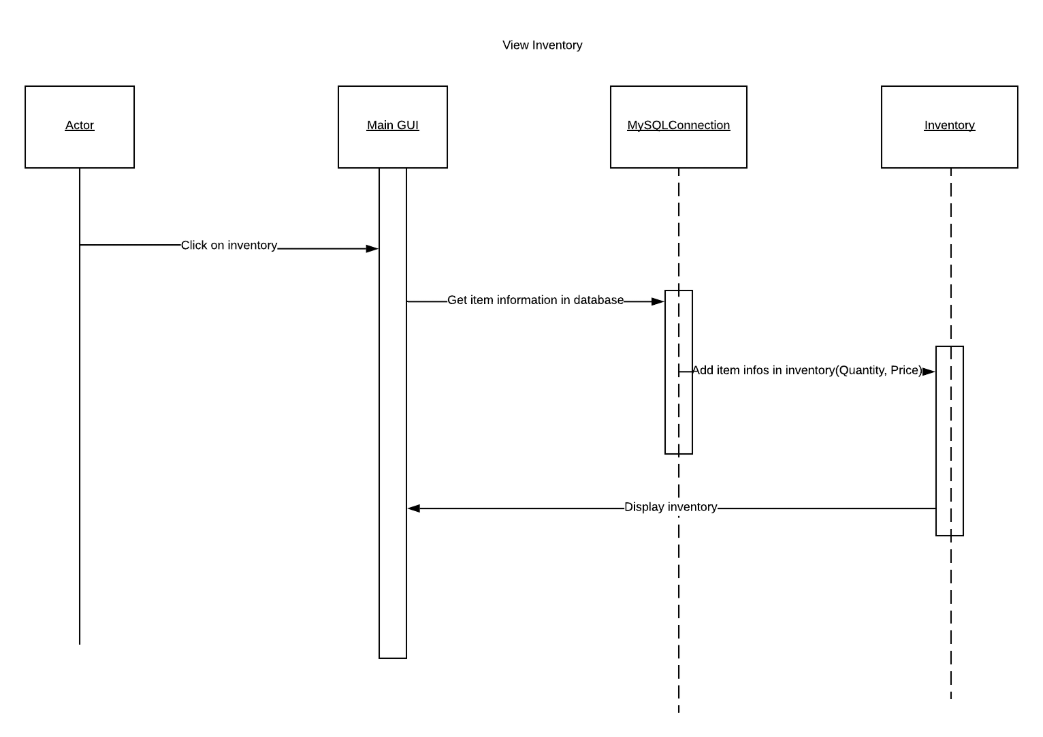 View Inventory
Actor
Main GUI
MySQLConnection
Inventory
Click on inventory
Get item information in database
Add item infos in inventory(Quantity, Price)
Display inventory